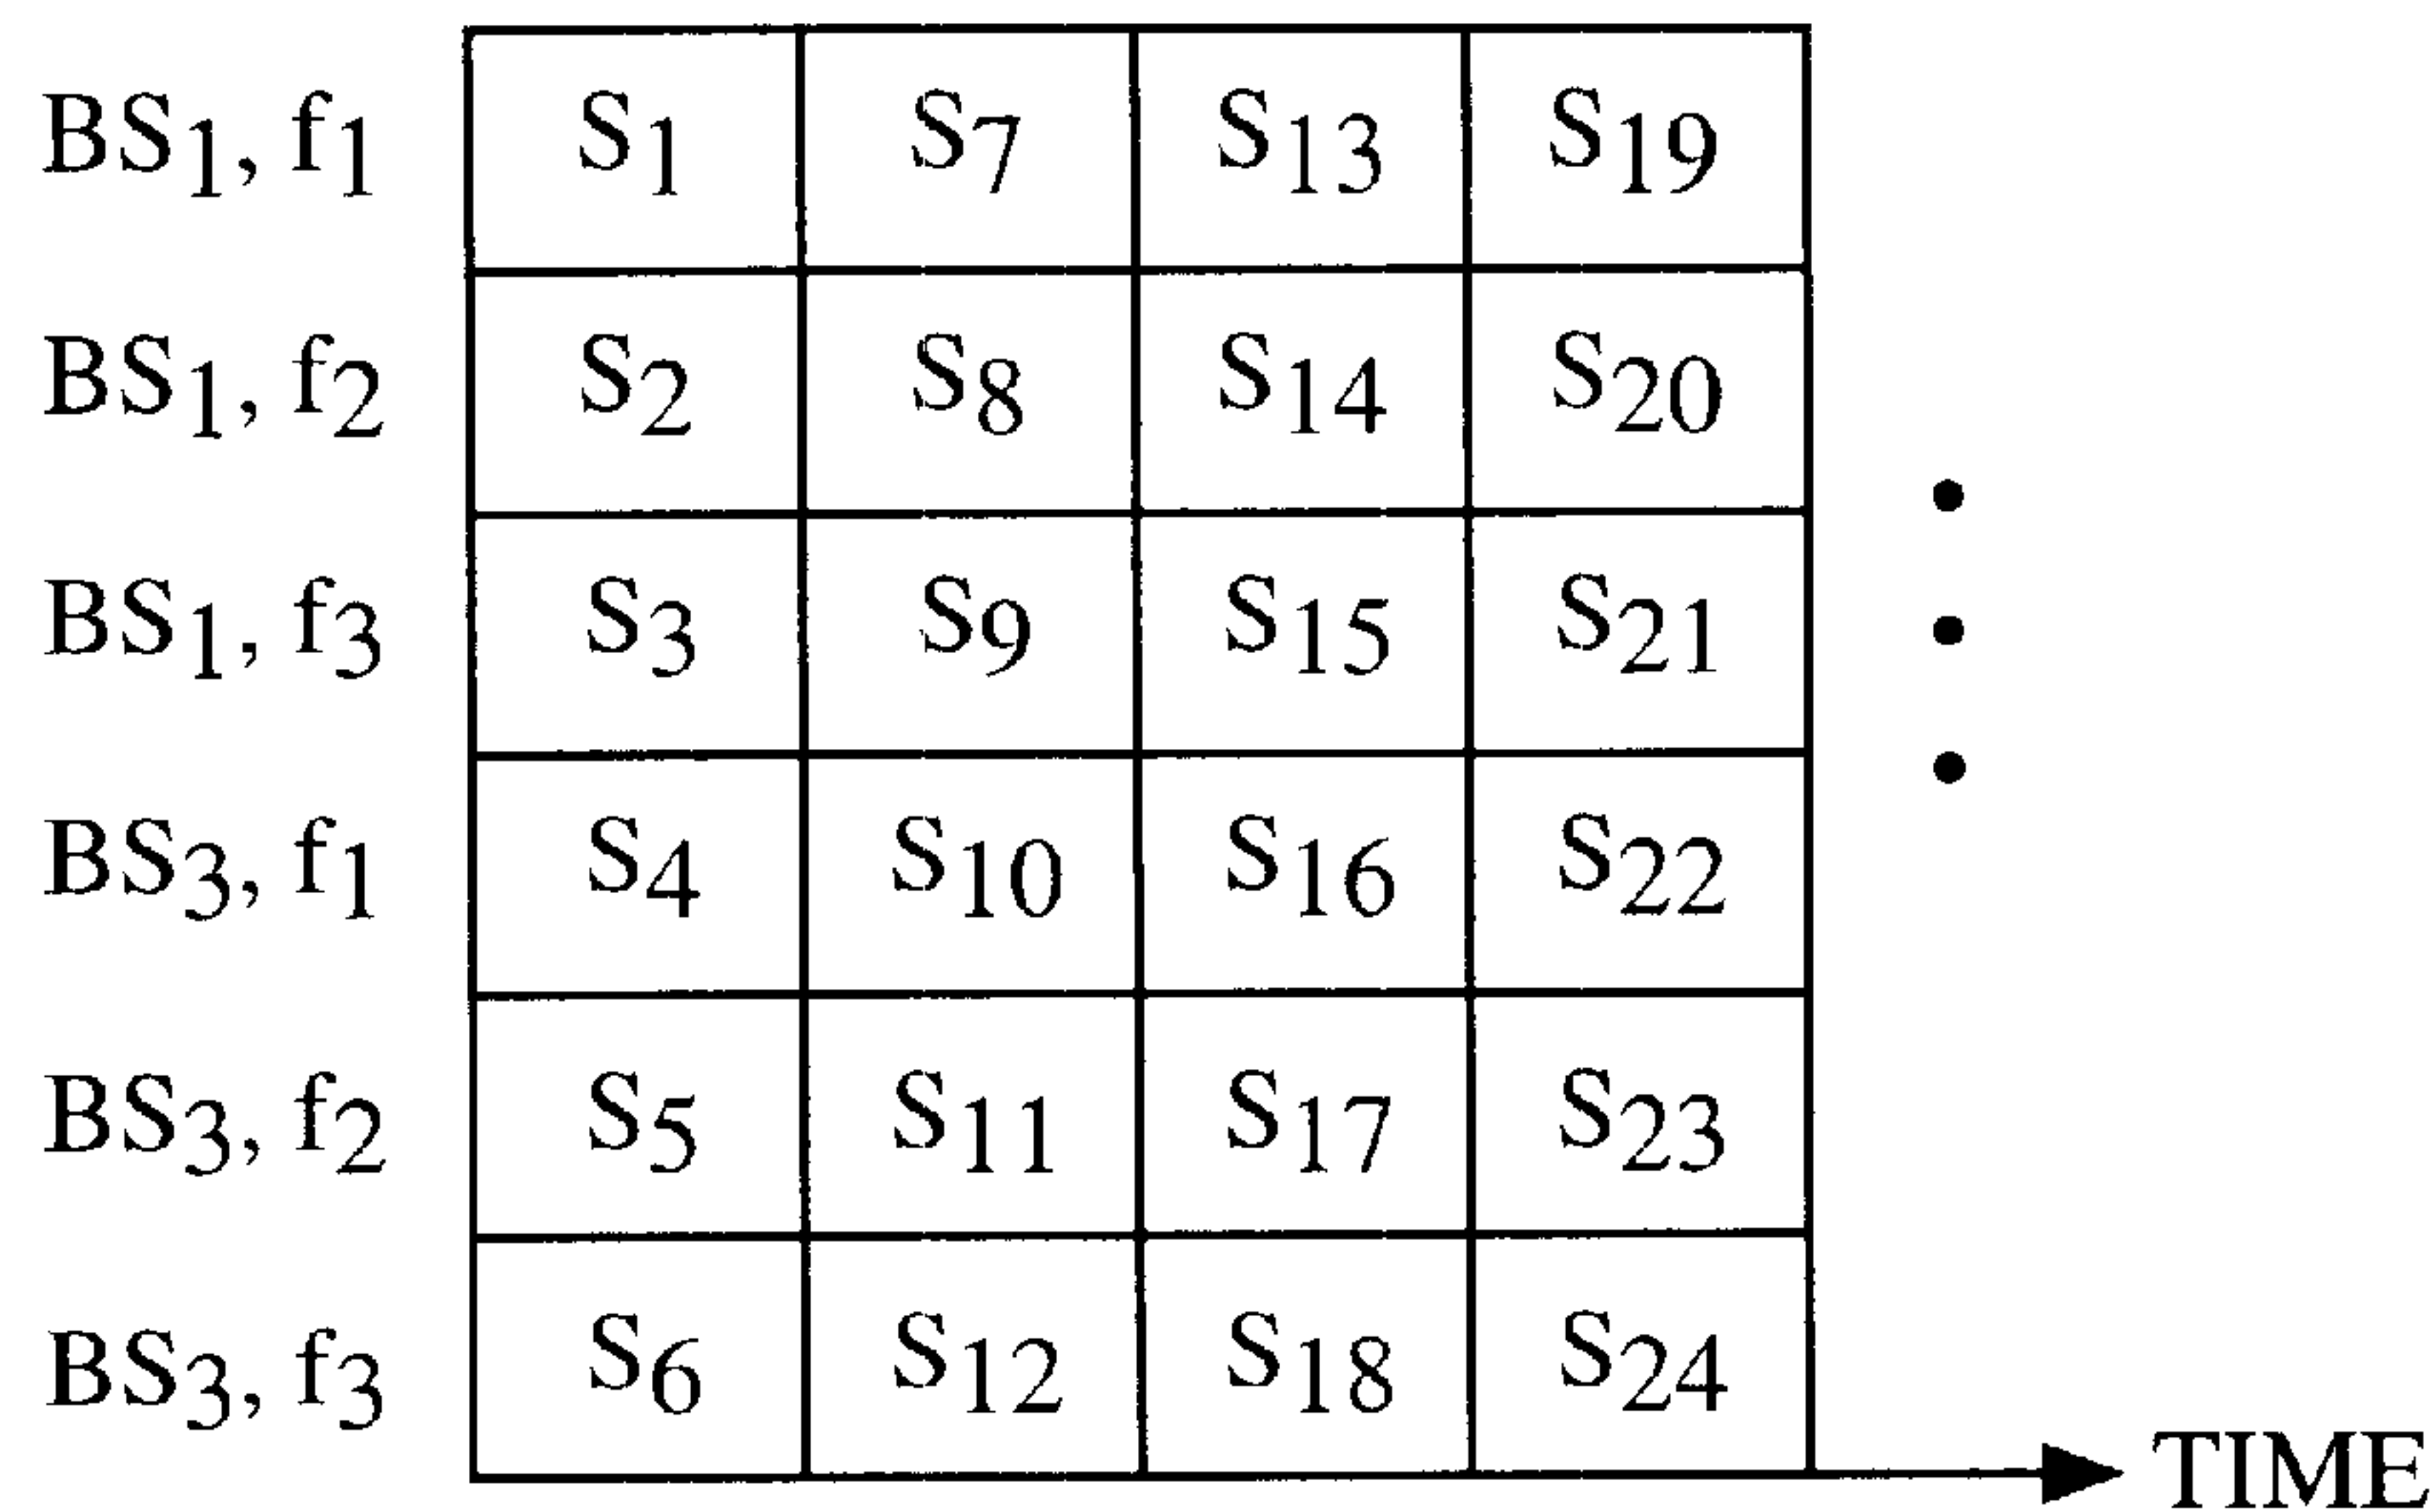 BS1, f1 S1 S7 S13 S19
BS1, f2 S2 S8 S14 S20
BS1, f3 S3 S9 S15 S21
BS3, f1 S4 S10 S16 S22
BS3, f2 S5 S11 S17 S23
BS3, f3 S6 S12 S18 S24
TIME